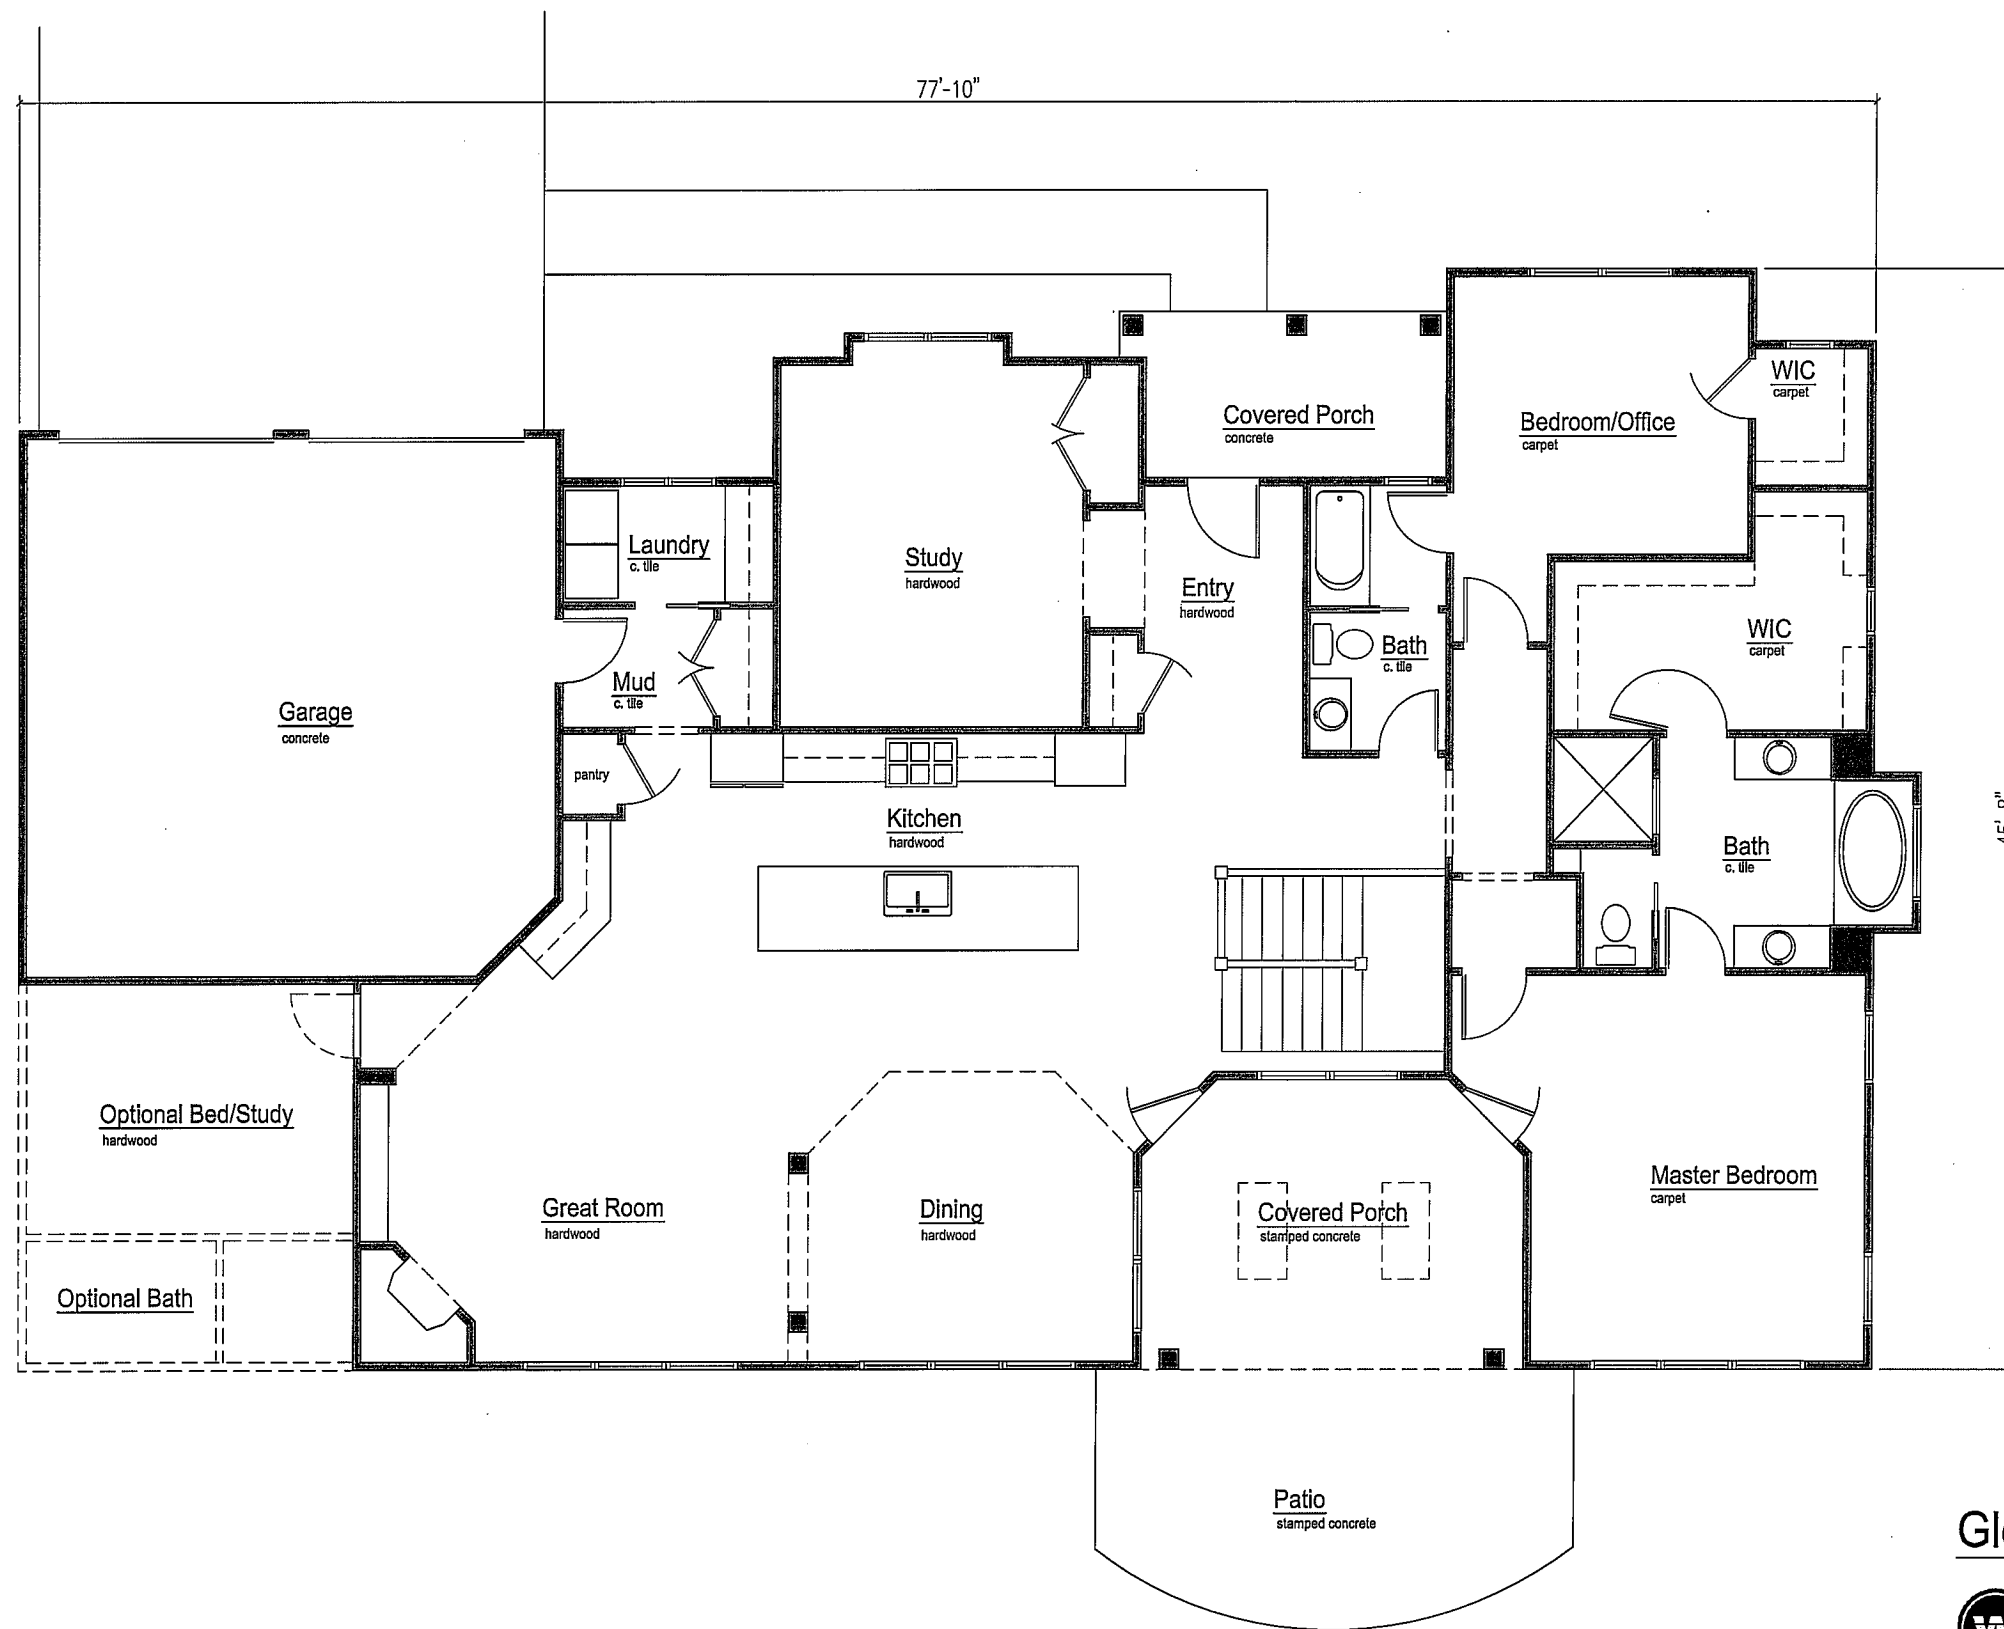 77'-10"
WIC
carpet
Covered Porch
concrete
Bedroom/Office
carpet
Laundry
c. tile
Study
hardwood
Entry
hardwood
WIC
carpet
Bath
c. tile
Mud
c. tile
Garage
concrete
pantry
Kitchen
hardwood
Bath
c. tile
Optional Bed/Study
hardwood
Master Bedroom
carpet
Great Room
hardwood
Dining
hardwood
Covered Porch
stamped concrete
Optional Bath
Patio
stamped concrete